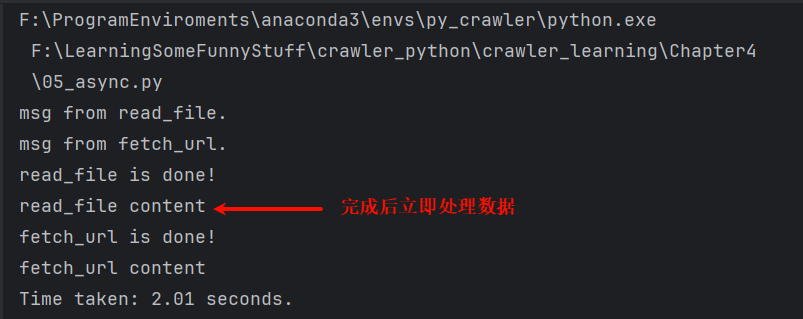 F:\ProgramEnviroments\anaconda3\envs\py_crawler\python.exe
F:\LearningSomeFunnyStuff\crawler_python\crawler_learning\Chapter4
\05_async.py
msg from read_file.
msg from fetch_url.
read_file is done!
read_file content 完成后立即处理数据
fetch_url is done!
fetch_url content
Time taken: 2.01 seconds.